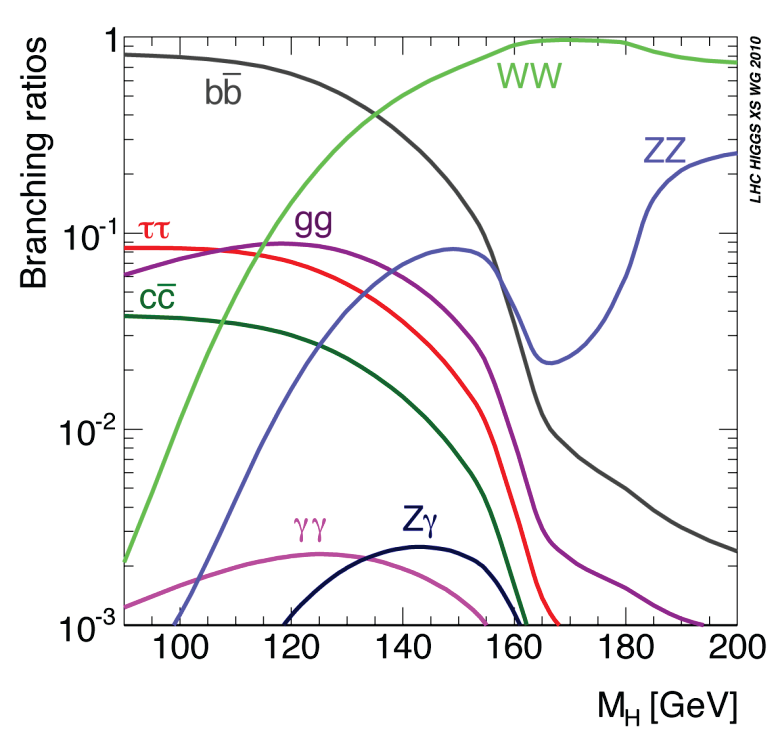 Branching ratios
1
10⁻¹
10⁻²
10⁻³
bb̅
WW
ZZ
ττ
gg
cc̅
γγ
Zγ
100 120 140 160 180 200
M_H [GeV]
LHC HIGGS XS WG 2010